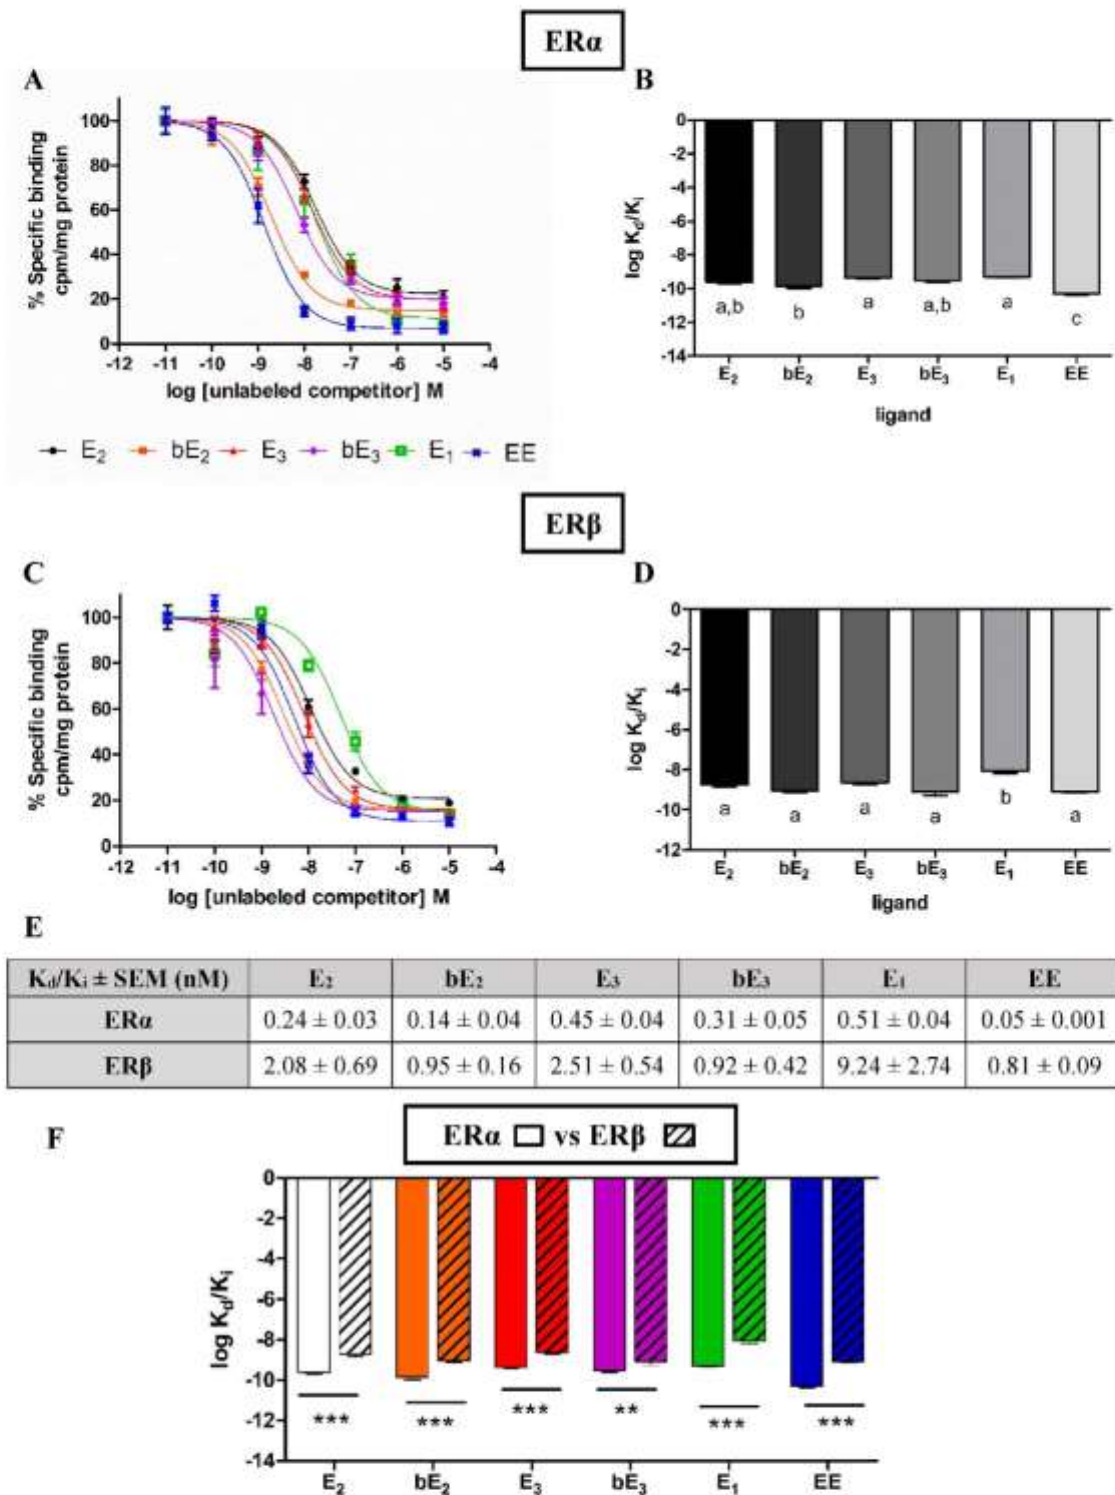 ERα
A
B
% Specific binding
cpm/mg protein
100
80
60
40
20
0
-12 -11 -10 -9 -8 -7 -6 -5 -4
log [unlabeled competitor] M
E₂ bE₂ E₃ bE₃ E₁ EE
log Kd/Ki
0
-2
-4
-6
-8
-10
-12
-14
a,b b a a,b a c
E₂ bE₂ E₃ bE₃ E₁ EE
ligand
ERβ
C
D
% Specific binding
cpm/mg protein
100
80
60
40
20
0
-12 -11 -10 -9 -8 -7 -6 -5 -4
log [unlabeled competitor] M
log Kd/Ki
0
-2
-4
-6
-8
-10
-12
a a a a b a
E₂ bE₂ E₃ bE₃ E₁ EE
ligand
E
Kd/Ki ± SEM (nM) E₂ bE₂ E₃ bE₃ E₁ EE
ERα 0.24 ± 0.03 0.14 ± 0.04 0.45 ± 0.04 0.31 ± 0.05 0.51 ± 0.04 0.05 ± 0.001
ERβ 2.08 ± 0.69 0.95 ± 0.16 2.51 ± 0.54 0.92 ± 0.42 9.24 ± 2.74 0.81 ± 0.09
F
ERα vs ERβ
log Kd/Ki
0
-2
-4
-6
-8
-10
-12
-14
*** *** *** ** *** ***
E₂ bE₂ E₃ bE₃ E₁ EE